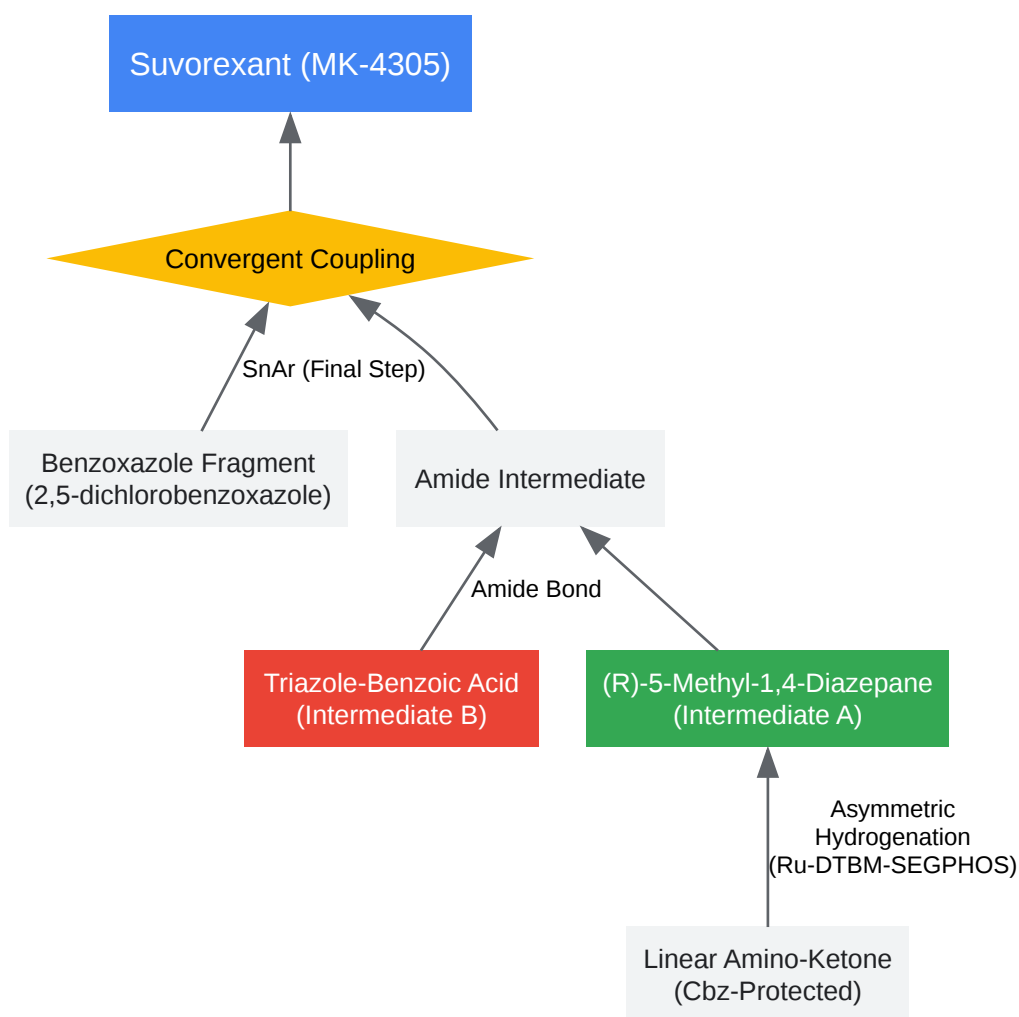 Suvorexant (MK-4305)
Convergent Coupling
SnAr (Final Step)
Benzoxazole Fragment
(2,5-dichlorobenzoxazole)
Amide Intermediate
Amide Bond
Triazole-Benzoic Acid
(Intermediate B)
(R)-5-Methyl-1,4-Diazepane
(Intermediate A)
Asymmetric
Hydrogenation
(Ru-DTBM-SEGPHOS)
Linear Amino-Ketone
(Cbz-Protected)